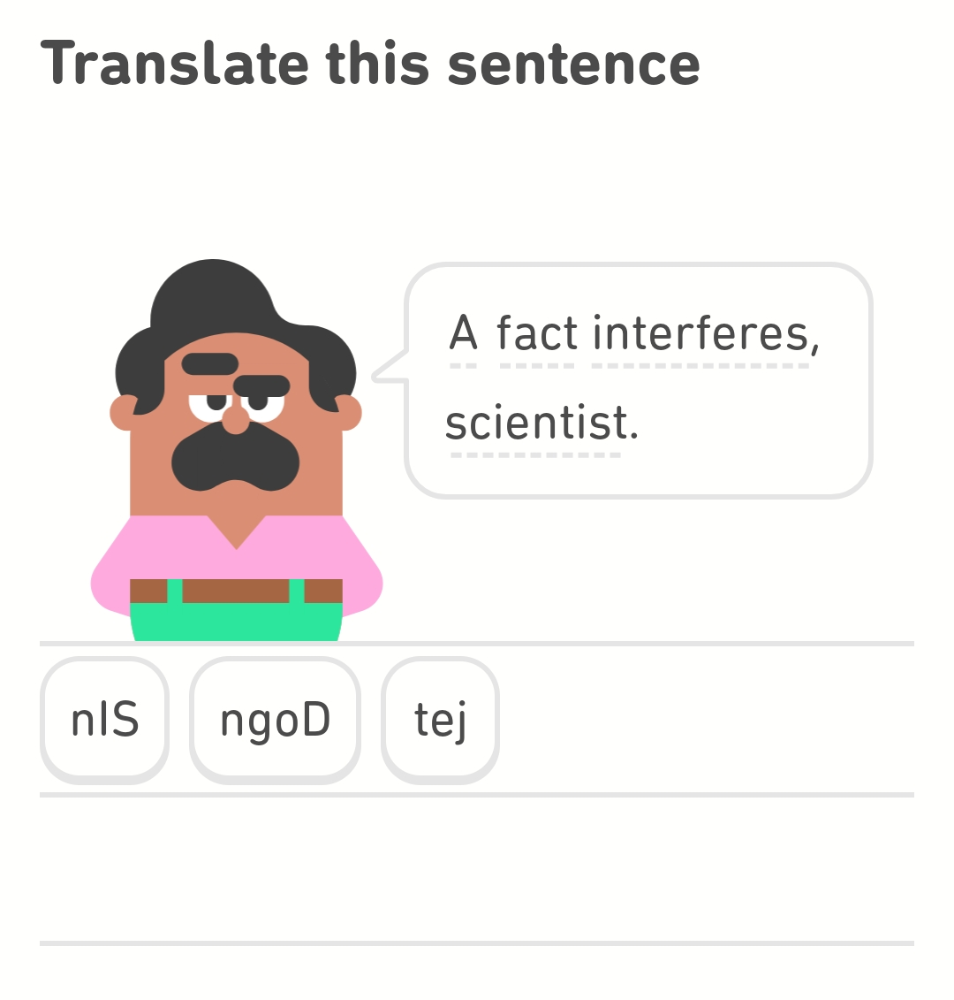 Translate this sentence
A fact interferes,
scientist.
nIS ngoD tej